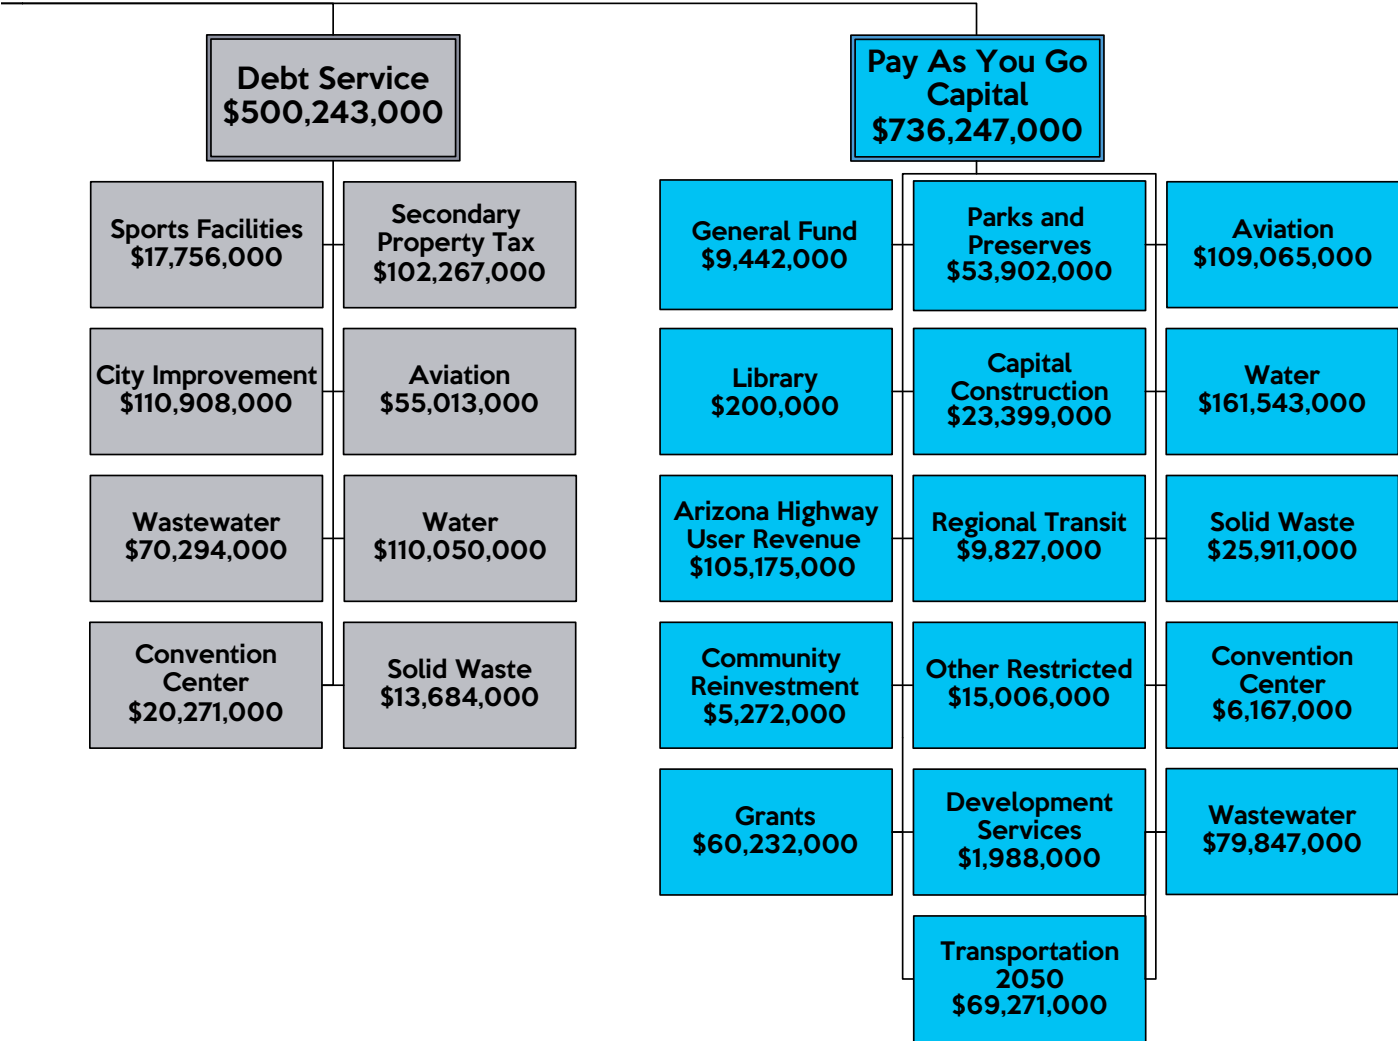 Debt Service
$500,243,000
Pay As You Go
Capital
$736,247,000
Sports Facilities
$17,756,000
Secondary
Property Tax
$102,267,000
City Improvement
$110,908,000
Aviation
$55,013,000
Wastewater
$70,294,000
Water
$110,050,000
Convention
Center
$20,271,000
Solid Waste
$13,684,000
General Fund
$9,442,000
Parks and
Preserves
$53,902,000
Aviation
$109,065,000
Library
$200,000
Capital
Construction
$23,399,000
Water
$161,543,000
Arizona Highway
User Revenue
$105,175,000
Regional Transit
$9,827,000
Solid Waste
$25,911,000
Community
Reinvestment
$5,272,000
Other Restricted
$15,006,000
Convention
Center
$6,167,000
Grants
$60,232,000
Development
Services
$1,988,000
Wastewater
$79,847,000
Transportation
2050
$69,271,000